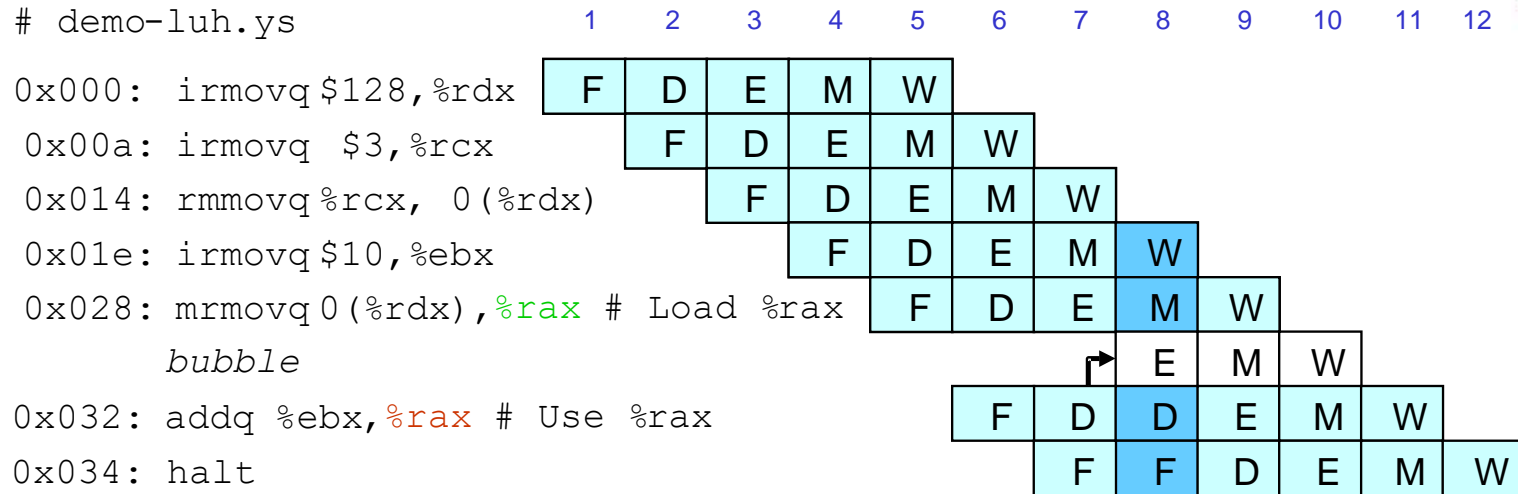 # demo-luh.ys 1 2 3 4 5 6 7 8 9 10 11 12
0x000: irmovq $128,%rdx F D E M W
0x00a: irmovq $3,%rcx F D E M W
0x014: rmmovq %rcx, 0(%rdx) F D E M W
0x01e: irmovq $10,%ebx F D E M W
0x028: mrmovq 0(%rdx),%rax # Load %rax F D E M W
bubble E M W
0x032: addq %ebx,%rax # Use %rax F D D E M W
0x034: halt F F D E M W